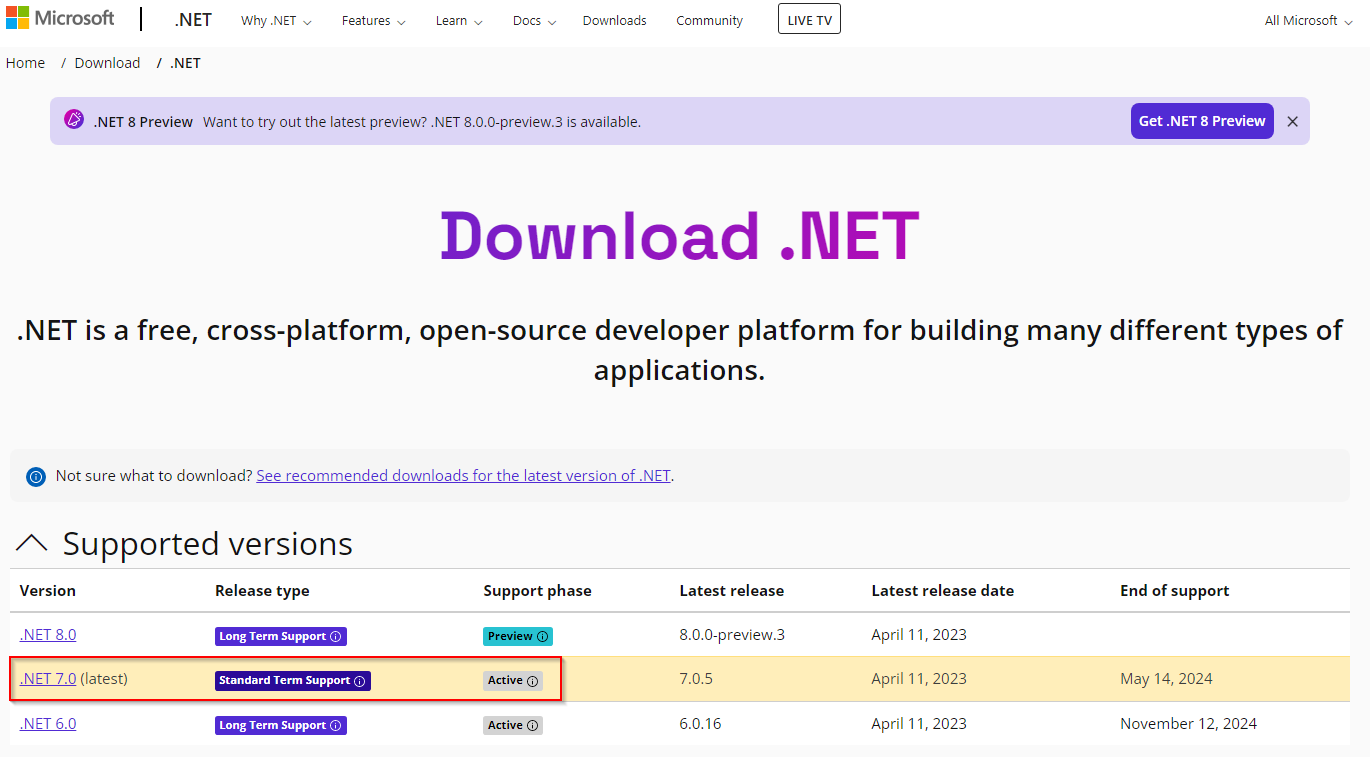 Microsoft .NET Why .NET Features Learn Docs Downloads Community LIVE TV All Microsoft
Home / Download / .NET
.NET 8 Preview Want to try out the latest preview? .NET 8.0.0-preview.3 is available. Get .NET 8 Preview
Download .NET
.NET is a free, cross-platform, open-source developer platform for building many different types of
applications.
Not sure what to download? See recommended downloads for the latest version of .NET.
Supported versions
Version Release type Support phase Latest release Latest release date End of support
.NET 8.0 Long Term Support Preview 8.0.0-preview.3 April 11, 2023
.NET 7.0 (latest) Standard Term Support Active 7.0.5 April 11, 2023 May 14, 2024
.NET 6.0 Long Term Support Active 6.0.16 April 11, 2023 November 12, 2024